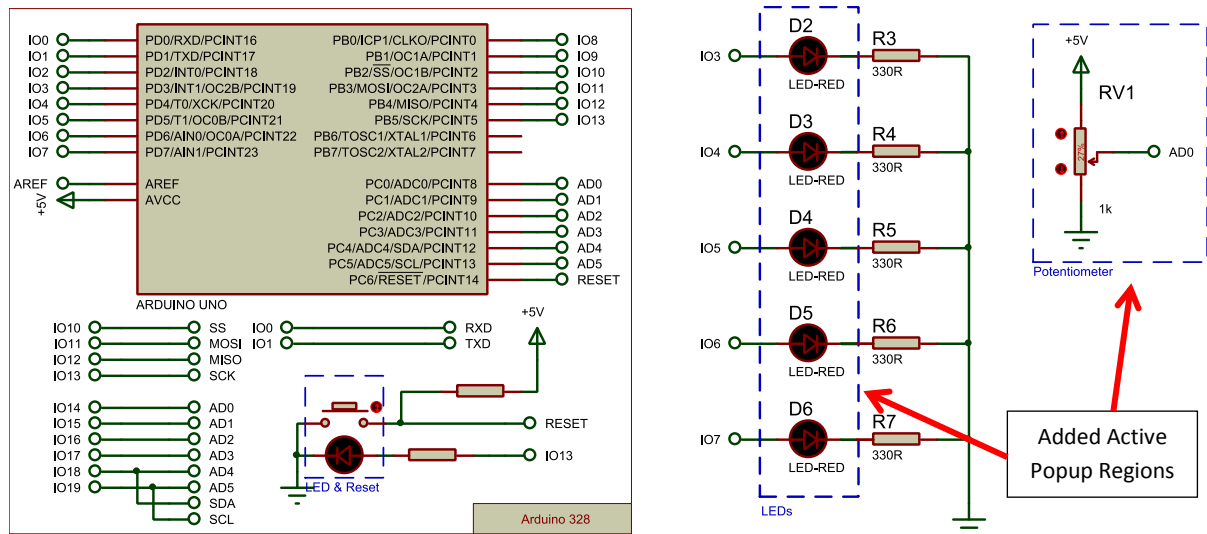 IO0 PD0/RXD/PCINT16 PB0/ICP1/CLKO/PCINT0 IO8
IO1 PD1/TXD/PCINT17 PB1/OC1A/PCINT1 IO9
IO2 PD2/INT0/PCINT18 PB2/SS/OC1B/PCINT2 IO10
IO3 PD3/INT1/OC2B/PCINT19 PB3/MOSI/OC2A/PCINT3 IO11
IO4 PD4/T0/XCK/PCINT20 PB4/MISO/PCINT4 IO12
IO5 PD5/T1/OC0B/PCINT21 PB5/SCK/PCINT5 IO13
IO6 PD6/AIN0/OC0A/PCINT22 PB6/TOSC1/XTAL1/PCINT6
IO7 PD7/AIN1/PCINT23 PB7/TOSC2/XTAL2/PCINT7
AREF AREF PC0/ADC0/PCINT8 AD0
+5V AVCC PC1/ADC1/PCINT9 AD1
PC2/ADC2/PCINT10 AD2
PC3/ADC3/PCINT11 AD3
PC4/ADC4/SDA/PCINT12 AD4
PC5/ADC5/SCL/PCINT13 AD5
PC6/RESET/PCINT14 RESET
ARDUINO UNO
IO10 SS IO0 RXD
IO11 MOSI IO1 TXD
IO12 MISO
IO13 SCK
+5V
IO14 AD0
IO15 AD1
IO16 AD2
IO17 AD3
IO18 AD4
IO19 AD5
SDA
SCL
RESET
IO13
LED & Reset
Arduino 328
D2 R3
IO3
LED-RED 330R
D3 R4
IO4
LED-RED 330R
D4 R5
IO5
LED-RED 330R
D5 R6
IO6
LED-RED 330R
D6 R7
IO7
LED-RED 330R
LEDs
+5V
RV1
27%
AD0
1k
Potentiometer
Added Active
Popup Regions